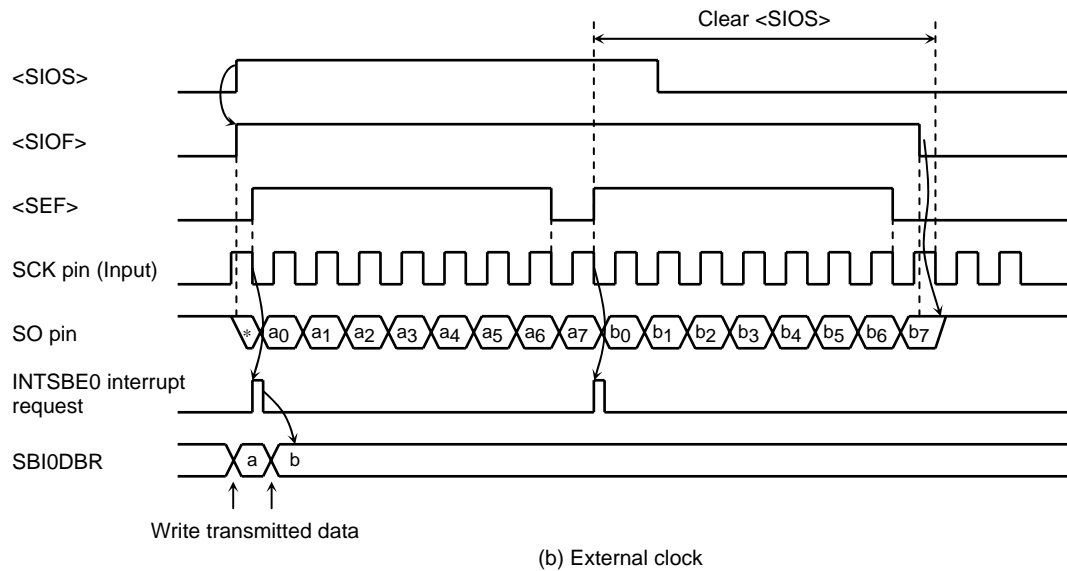 Clear <SIOS>
<SIOS>
<SIOF>
<SEF>
SCK pin (Input)
SO pin
* a0 a1 a2 a3 a4 a5 a6 a7 b0 b1 b2 b3 b4 b5 b6 b7
INTSBE0 interrupt
request
SBI0DBR
a b
Write transmitted data
(b) External clock